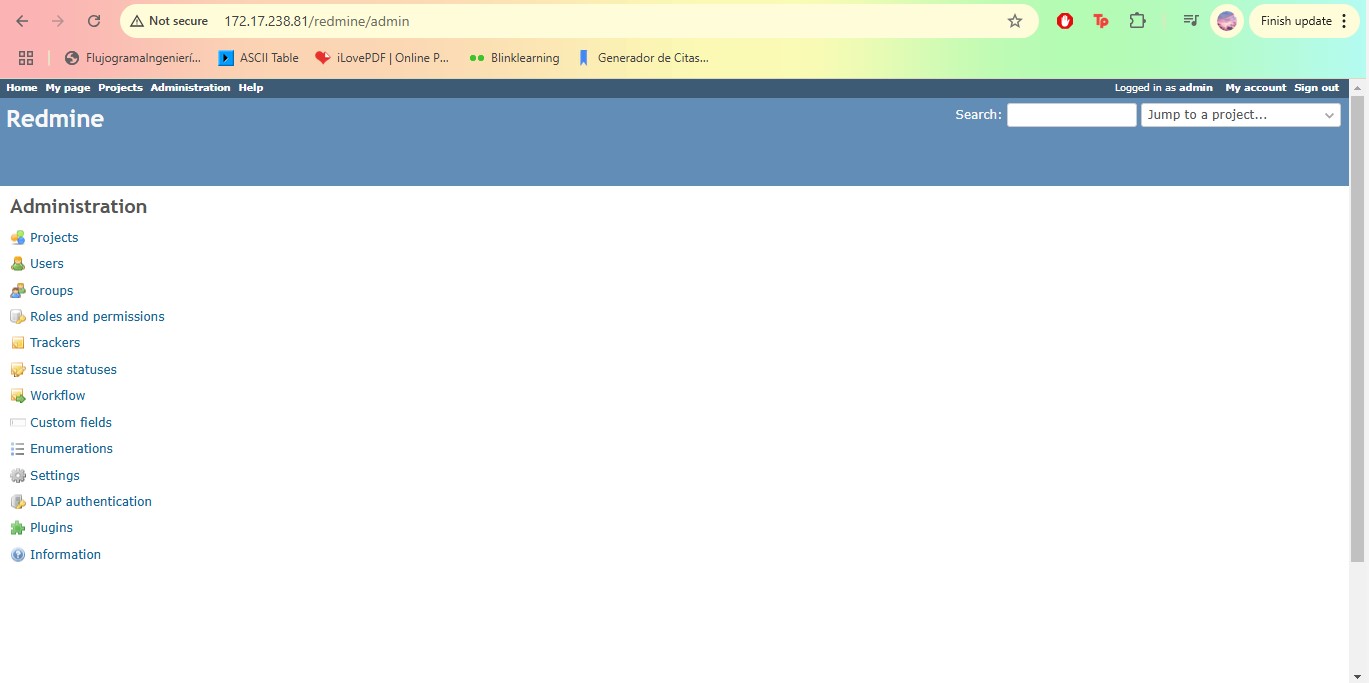 Not secure 172.17.238.81/redmine/admin Tp Finish update
FlujogramaIngenierí... ASCII Table iLovePDF | Online P... Blinklearning Generador de Citas...
Home My page Projects Administration Help Logged in as admin My account Sign out
Redmine Search: Jump to a project...
Administration
Projects
Users
Groups
Roles and permissions
Trackers
Issue statuses
Workflow
Custom fields
Enumerations
Settings
LDAP authentication
Plugins
Information